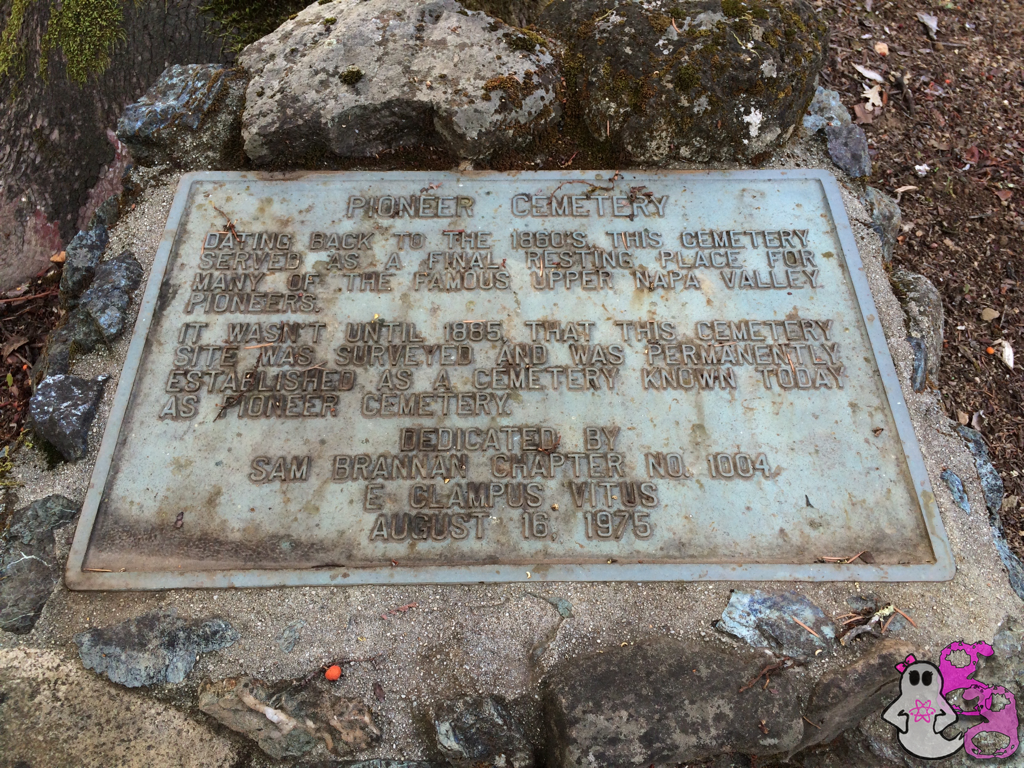 PIONEER CEMETERY
DATING BACK TO THE 1860'S, THIS CEMETERY
SERVED AS A FINAL RESTING PLACE FOR
MANY OF THE FAMOUS UPPER NAPA VALLEY
PIONEERS.
IT WASN'T UNTIL 1885, THAT THIS CEMETERY
SITE WAS SURVEYED AND WAS PERMANENTLY
ESTABLISHED AS A CEMETERY KNOWN TODAY
AS PIONEER CEMETERY.
DEDICATED BY
SAM BRANNAN CHAPTER NO. 1004,
E CLAMPUS VITUS
AUGUST 16, 1975
gg